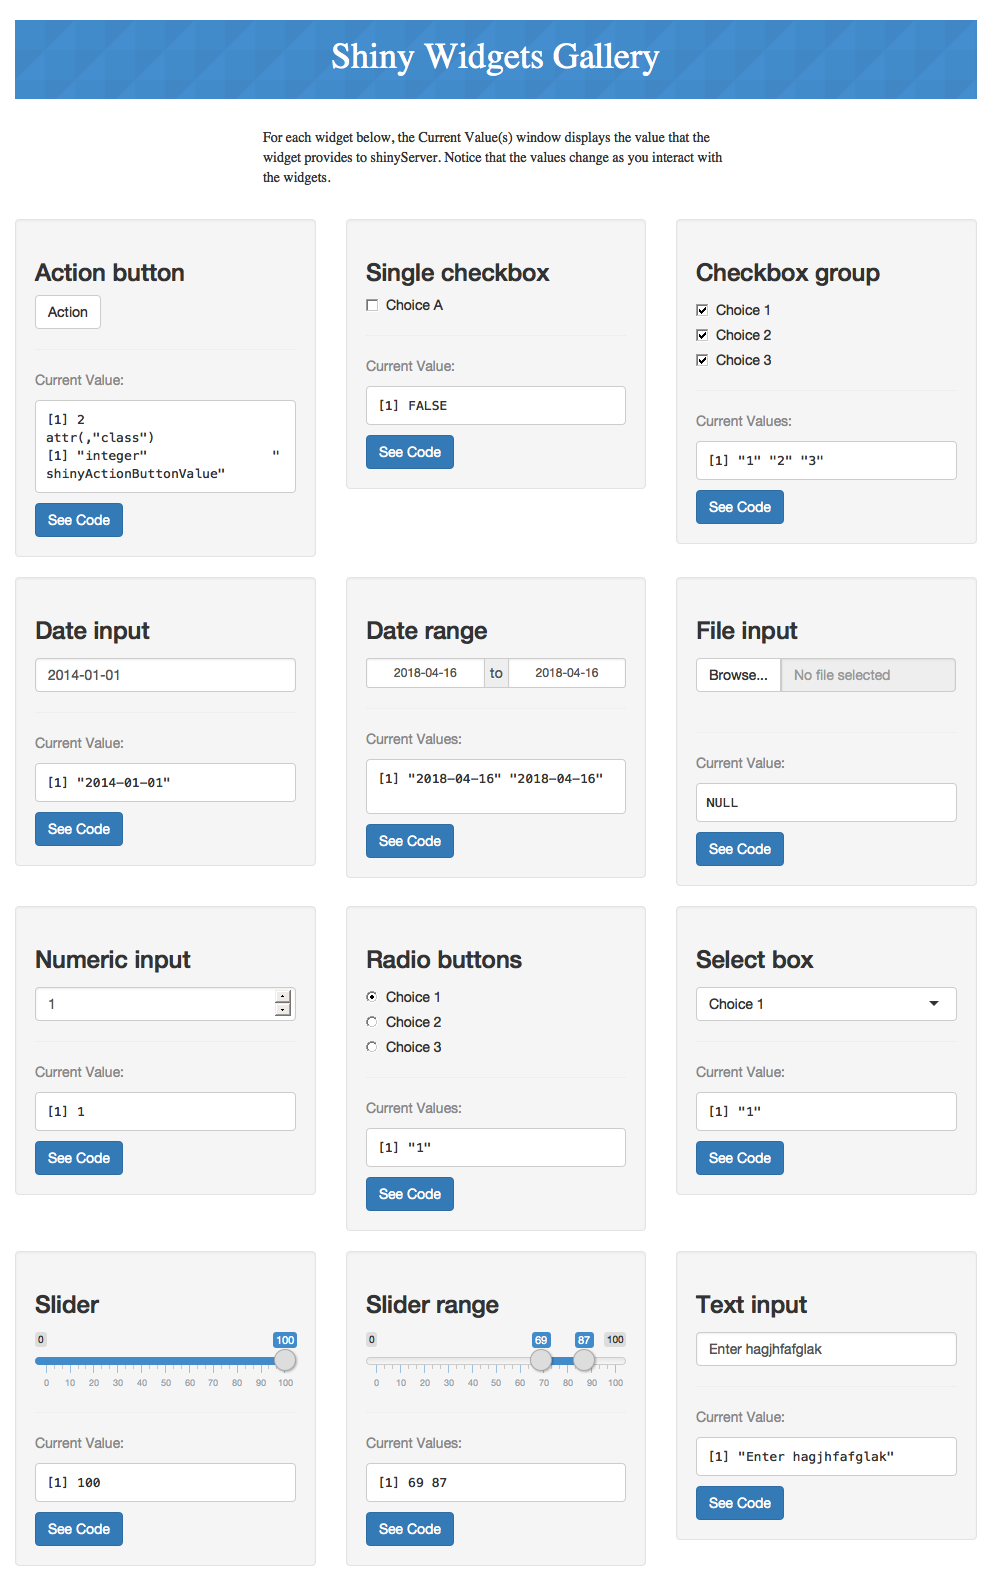 Shiny Widgets Gallery
For each widget below, the Current Value(s) window displays the value that the
widget provides to shinyServer. Notice that the values change as you interact with
the widgets.
Action button
Action
Current Value:
[1] 2
attr(,"class")
[1] "integer" "
shinyActionButtonValue"
See Code
Single checkbox
Choice A
Current Value:
[1] FALSE
See Code
Checkbox group
Choice 1
Choice 2
Choice 3
Current Values:
[1] "1" "2" "3"
See Code
Date input
2014-01-01
Current Value:
[1] "2014-01-01"
See Code
Date range
2018-04-16 to 2018-04-16
Current Values:
[1] "2018-04-16" "2018-04-16"
See Code
File input
Browse... No file selected
Current Value:
NULL
See Code
Numeric input
1
Current Value:
[1] 1
See Code
Radio buttons
Choice 1
Choice 2
Choice 3
Current Values:
[1] "1"
See Code
Select box
Choice 1
Current Value:
[1] "1"
See Code
Slider
0 100
0 10 20 30 40 50 60 70 80 90 100
Current Value:
[1] 100
See Code
Slider range
0 69 87 100
0 10 20 30 40 50 60 70 80 90 100
Current Values:
[1] 69 87
See Code
Text input
Enter hagjhfafglak
Current Value:
[1] "Enter hagjhfafglak"
See Code